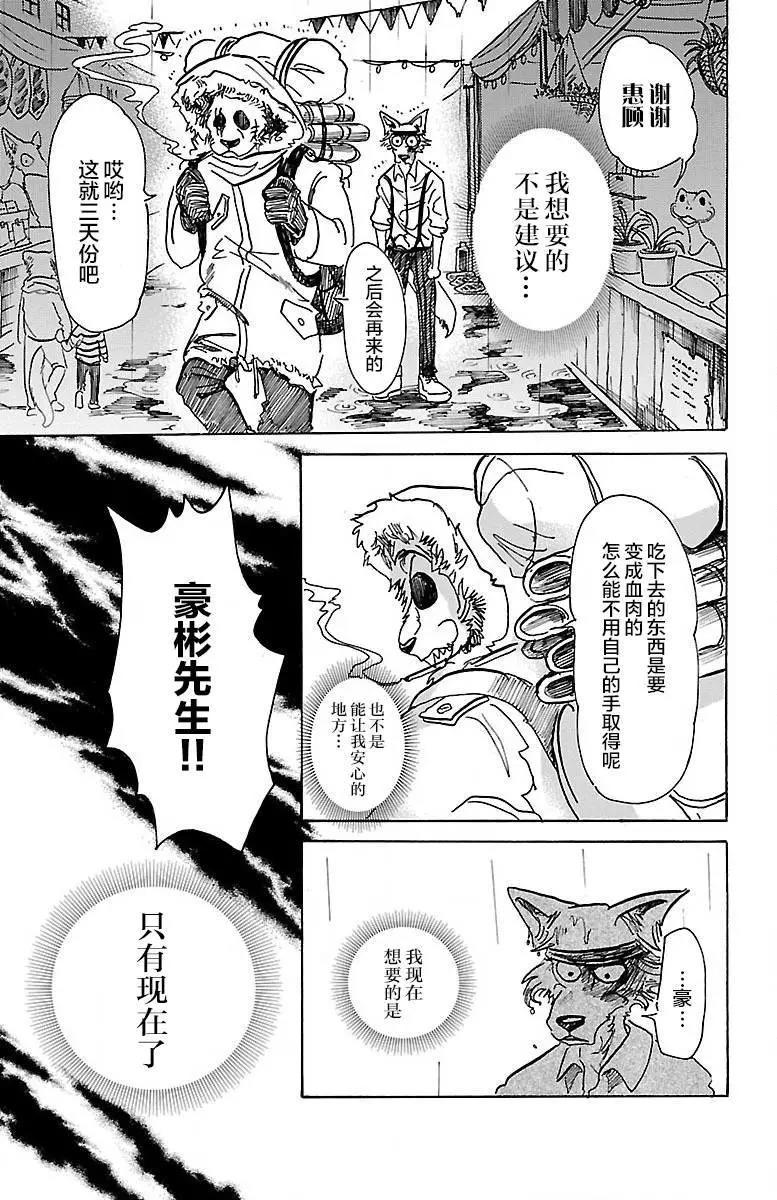 谢谢
惠顾
我想要的
不是建议…
之后会再来的
哎哟…
这就三天份吧
吃下去的东西是要
变成血肉的
怎么能不用自己的手取得呢
也不是
能让我安心的
地方…
豪彬先生!!
…豪…
我现在
想要的是
只有现在了